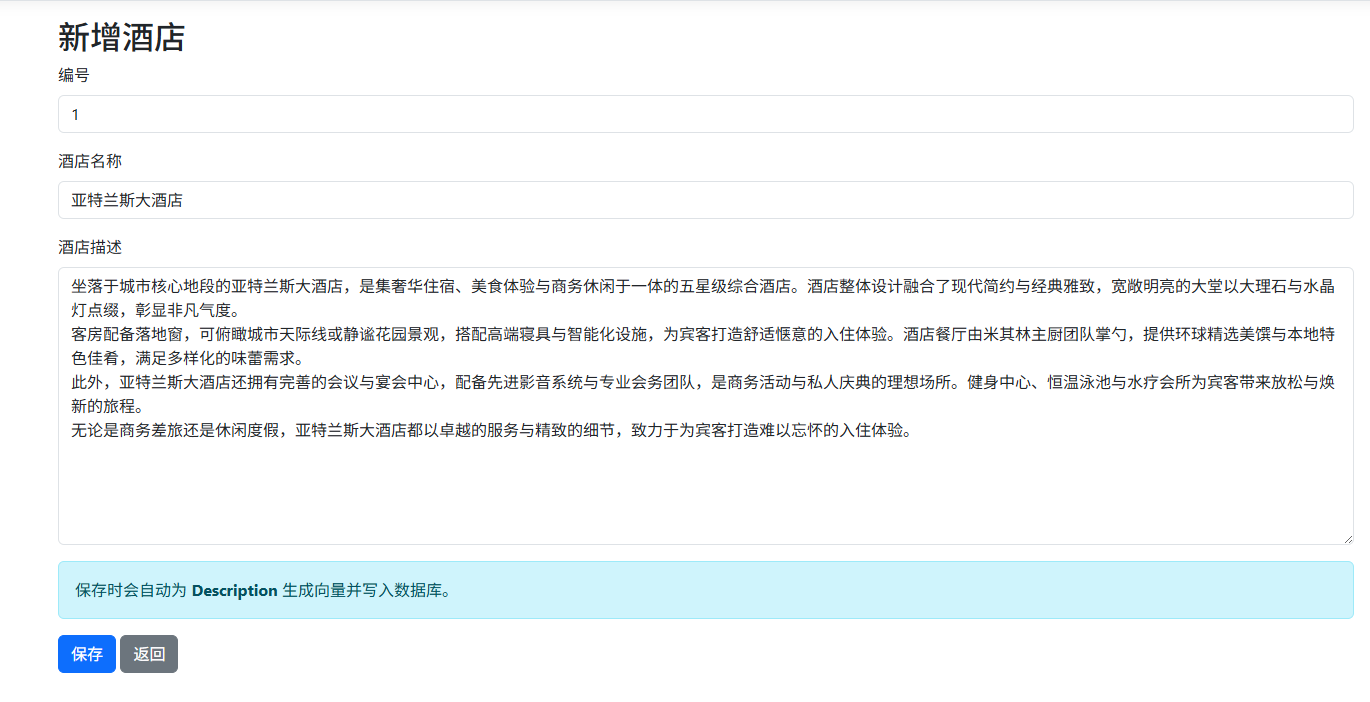 新增酒店
编号
1
酒店名称
亚特兰斯大酒店
酒店描述
坐落于城市核心地段的亚特兰斯大酒店，是集奢华住宿、美食体验与商务休闲于一体的五星级综合酒店。酒店整体设计融合了现代简约与经典雅致，宽敞明亮的大堂以大理石与水晶
灯点缀，彰显非凡气度。
客房配备落地窗，可俯瞰城市天际线或静谧花园景观，搭配高端寝具与智能化设施，为宾客打造舒适惬意的入住体验。酒店餐厅由米其林主厨团队掌勺，提供环球精选美馔与本地特
色佳肴，满足多样化的味蕾需求。
此外，亚特兰斯大酒店还拥有完善的会议与宴会中心，配备先进影音系统与专业会务团队，是商务活动与私人庆典的理想场所。健身中心、恒温泳池与水疗会所为宾客带来放松与焕
新的旅程。
无论是商务差旅还是休闲度假，亚特兰斯大酒店都以卓越的服务与精致的细节，致力于为宾客打造难以忘怀的入住体验。
保存时会自动为 Description 生成向量并写入数据库。
保存 返回